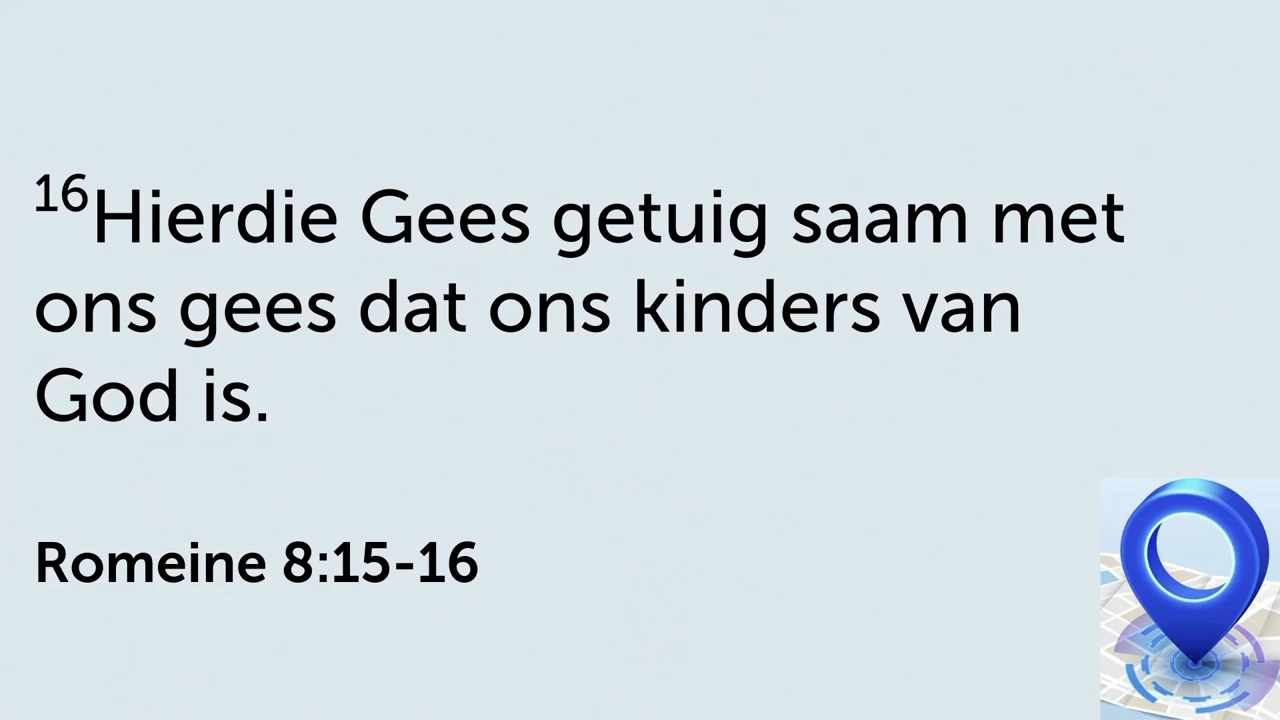 ¹⁶Hierdie Gees getuig saam met
ons gees dat ons kinders van
God is.
Romeine 8:15-16